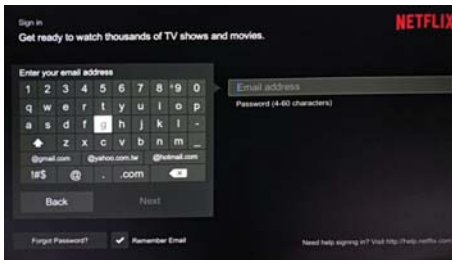 Sign in
NETFLIX
Get ready to watch thousands of TV shows and movies.
Enter your email address
1 2 3 4 5 6 7 8 9 0
Email address
q w e r t y u i o p
Password (4-60 characters)
a s d f g h j k l -
z x c v b n m _
@gmail.com @yahoo.com.tw @hotmail.com
!#$ @ . .com
Back Next
Forgot Password? Remember Email
Need help signing in? Visit http://help.netflix.com